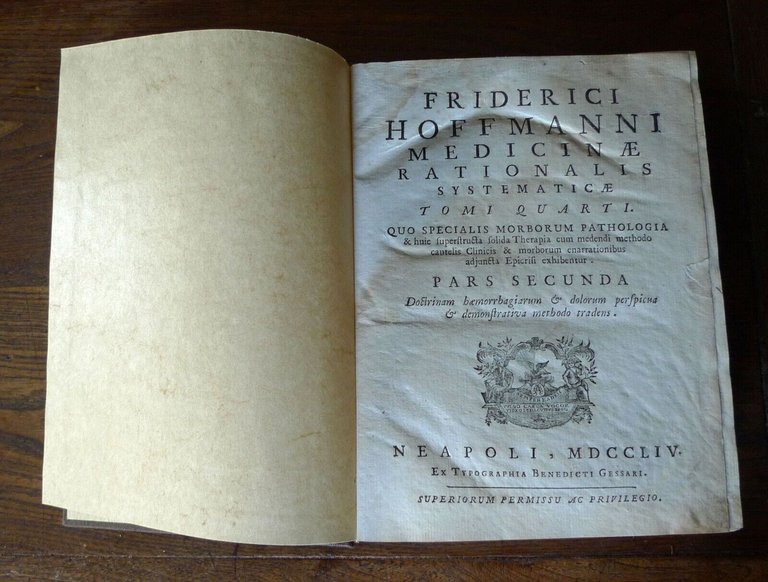 FRIDERICI
HOFFMANNI
MEDICINÆ
RATIONALIS
SYSTEMATICÆ
TOMI QUARTI.
QUO SPECIALIS MORBORUM PATHOLOGIA
& huic superstructa solida Therapia cum medendi methodo
cautelis Clinicis & morborum enarrationibus
adjuncta Epicrisi exhibentur.
PARS SECUNDA
Doctrinam hæmorrhagiarum & dolorum perspicua
& demonstrativa methodo tradens.
NEAPOLI, MDCCLIV.
EX TYPOGRAPHIA BENEDICTI GESSARI.
SUPERIORUM PERMISSU AC PRIVILEGIO.